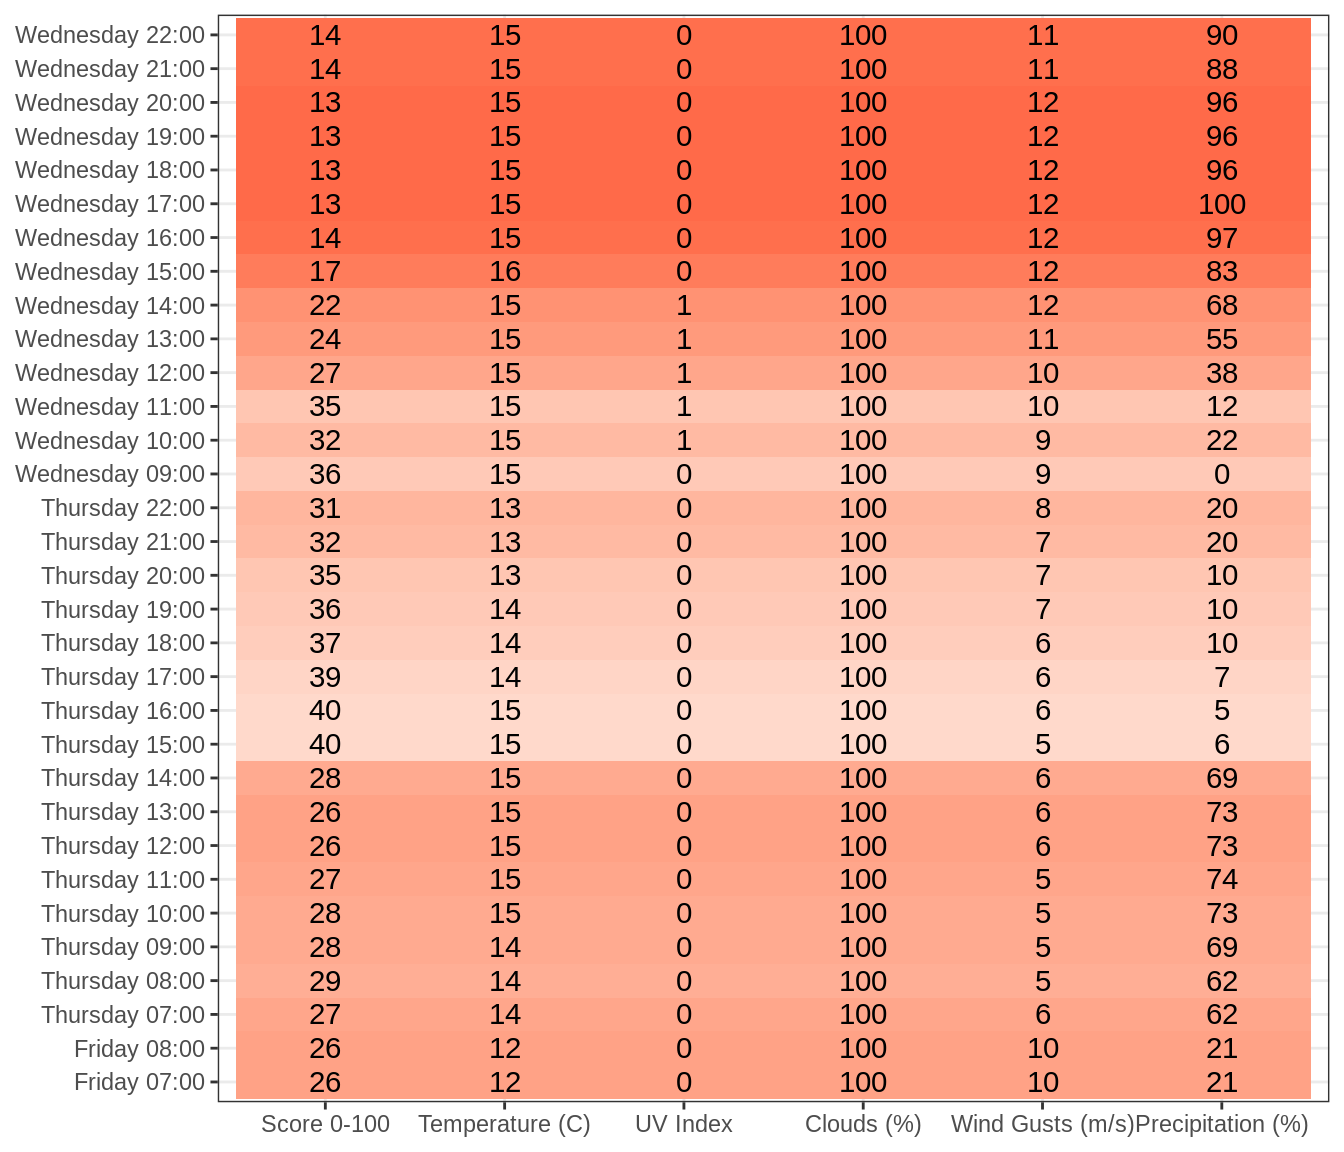 Wednesday 22:00 14 15 0 100 11 90
Wednesday 21:00 14 15 0 100 11 88
Wednesday 20:00 13 15 0 100 12 96
Wednesday 19:00 13 15 0 100 12 96
Wednesday 18:00 13 15 0 100 12 96
Wednesday 17:00 13 15 0 100 12 100
Wednesday 16:00 14 15 0 100 12 97
Wednesday 15:00 17 16 0 100 12 83
Wednesday 14:00 22 15 1 100 12 68
Wednesday 13:00 24 15 1 100 11 55
Wednesday 12:00 27 15 1 100 10 38
Wednesday 11:00 35 15 1 100 10 12
Wednesday 10:00 32 15 1 100 9 22
Wednesday 09:00 36 15 0 100 9 0
Thursday 22:00 31 13 0 100 8 20
Thursday 21:00 32 13 0 100 7 20
Thursday 20:00 35 13 0 100 7 10
Thursday 19:00 36 14 0 100 7 10
Thursday 18:00 37 14 0 100 6 10
Thursday 17:00 39 14 0 100 6 7
Thursday 16:00 40 15 0 100 6 5
Thursday 15:00 40 15 0 100 5 6
Thursday 14:00 28 15 0 100 6 69
Thursday 13:00 26 15 0 100 6 73
Thursday 12:00 26 15 0 100 6 73
Thursday 11:00 27 15 0 100 5 74
Thursday 10:00 28 15 0 100 5 73
Thursday 09:00 28 14 0 100 5 69
Thursday 08:00 29 14 0 100 5 62
Thursday 07:00 27 14 0 100 6 62
Friday 08:00 26 12 0 100 10 21
Friday 07:00 26 12 0 100 10 21
Score 0-100 Temperature (C) UV Index Clouds (%) Wind Gusts (m/s) Precipitation (%)